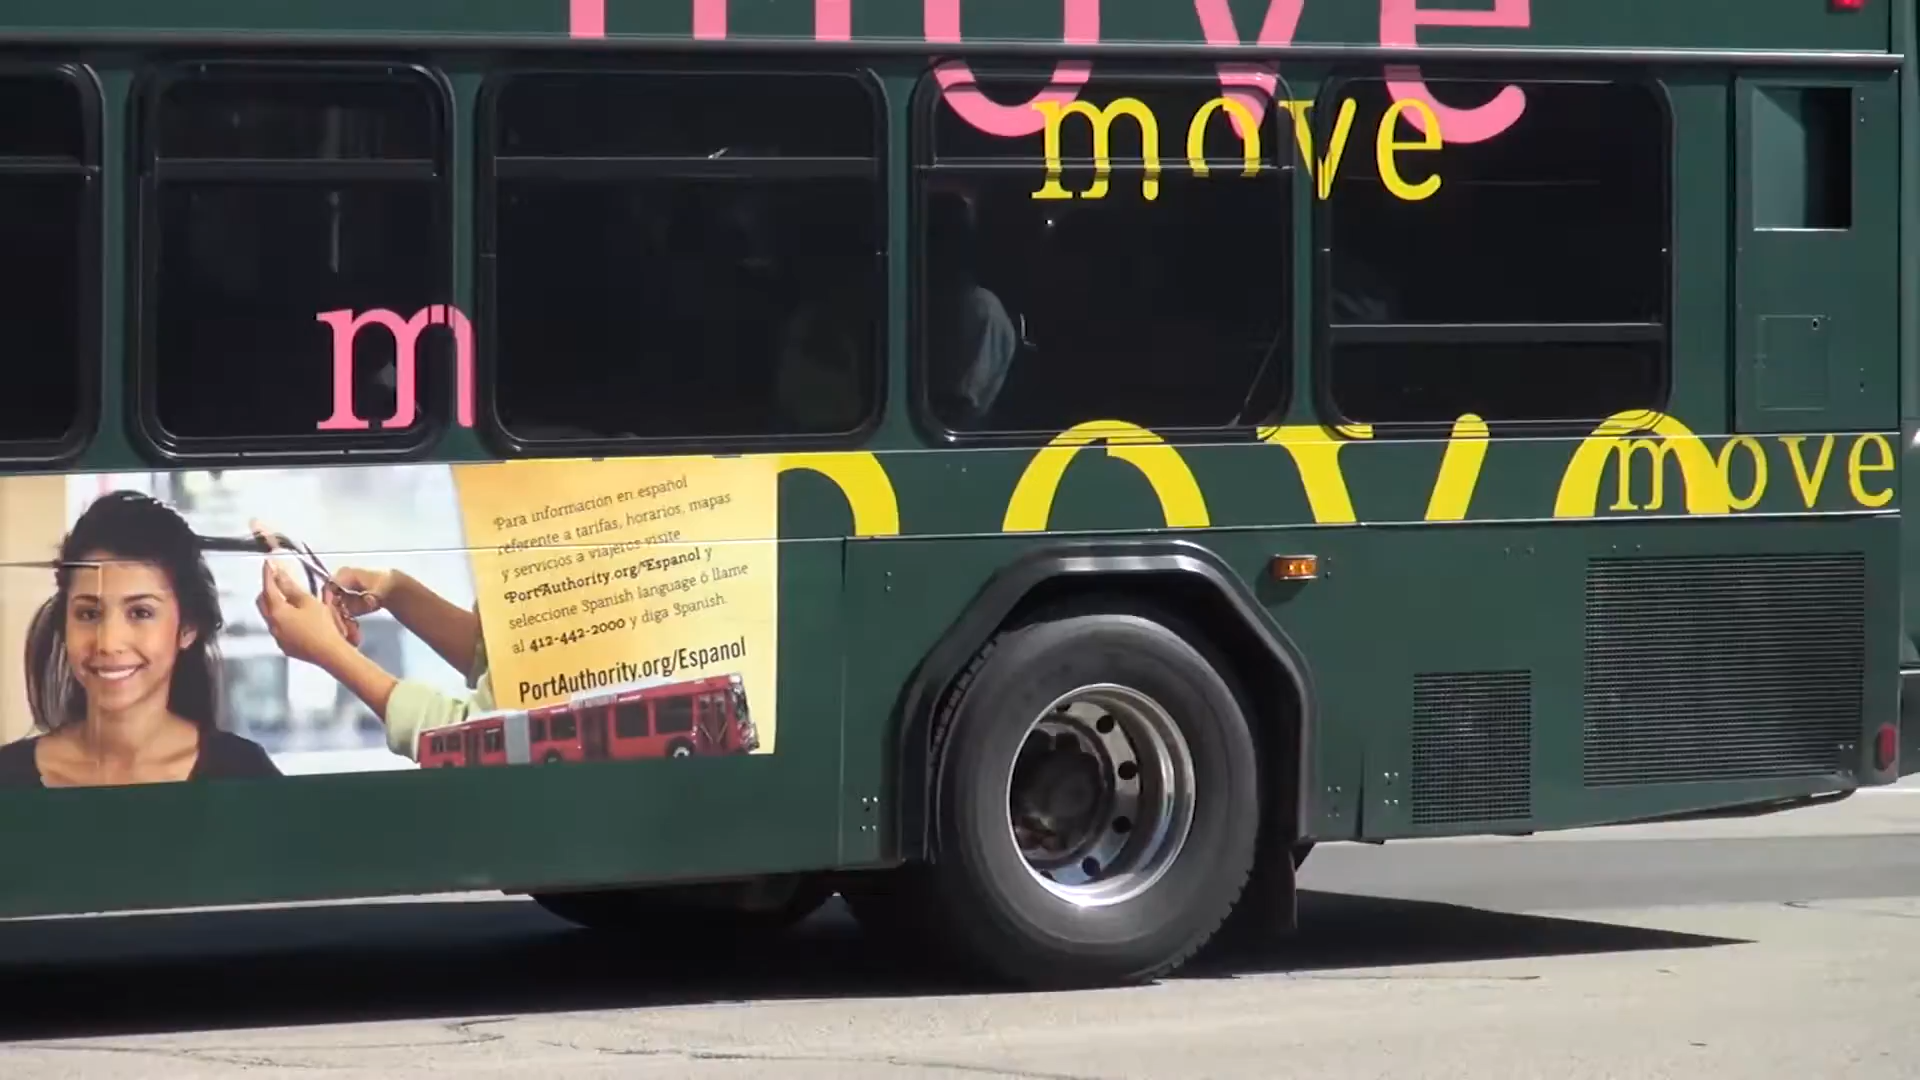 move
move
m
move
move
Para información en español
referente a tarifas, horarios, mapas
y servicios a viajeros visite
PortAuthority.org/Espanol y
seleccione Spanish language ó llame
al 412-442-2000 y diga Spanish.
PortAuthority.org/Espanol